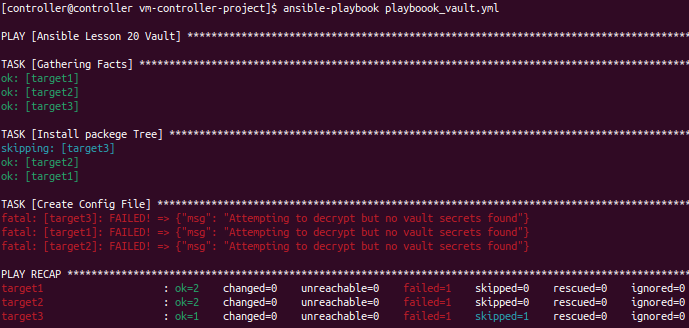 [controller@controller vm-controller-project]$ ansible-playbook playboook_vault.yml
PLAY [Ansible Lesson 20 Vault] *************************************************************************************
TASK [Gathering Facts] *********************************************************************************************
ok: [target1]
ok: [target2]
ok: [target3]
TASK [Install packege Tree] ****************************************************************************************
skipping: [target3]
ok: [target2]
ok: [target1]
TASK [Create Config File] ******************************************************************************************
fatal: [target3]: FAILED! => {"msg": "Attempting to decrypt but no vault secrets found"}
fatal: [target1]: FAILED! => {"msg": "Attempting to decrypt but no vault secrets found"}
fatal: [target2]: FAILED! => {"msg": "Attempting to decrypt but no vault secrets found"}
PLAY RECAP *********************************************************************************************************
target1 : ok=2 changed=0 unreachable=0 failed=1 skipped=0 rescued=0 ignored=0
target2 : ok=2 changed=0 unreachable=0 failed=1 skipped=0 rescued=0 ignored=0
target3 : ok=1 changed=0 unreachable=0 failed=1 skipped=1 rescued=0 ignored=0